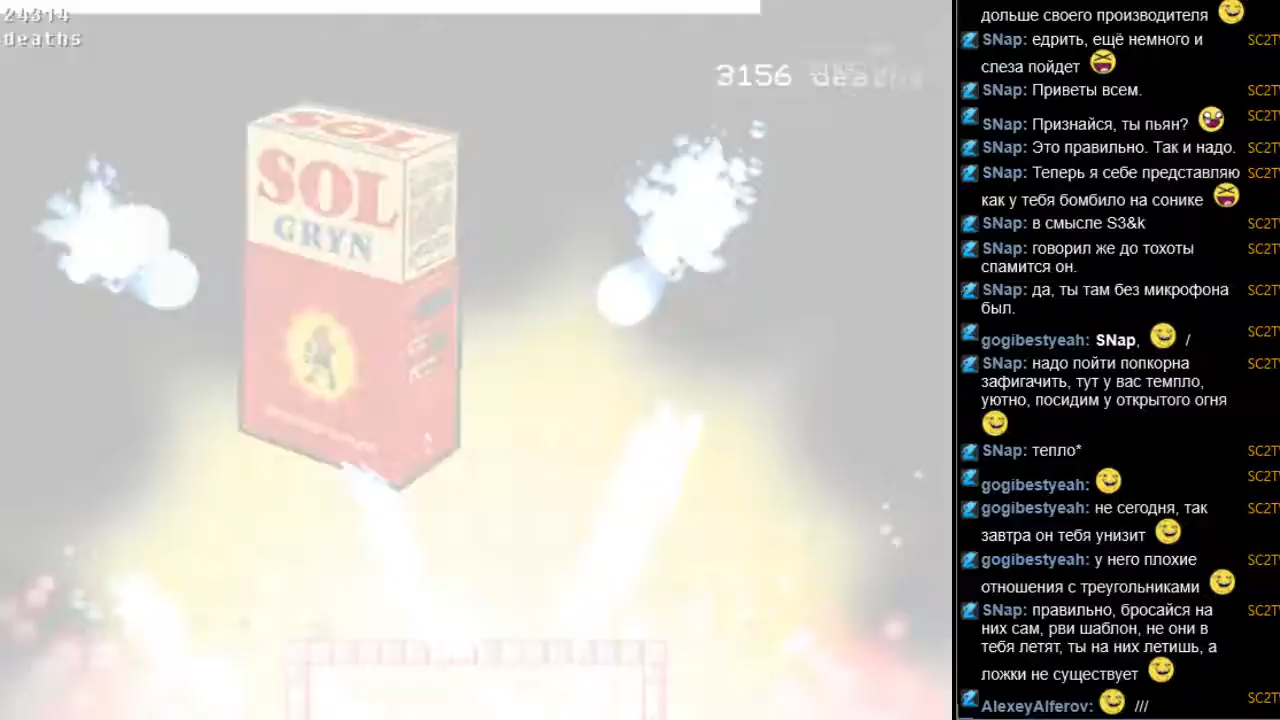 24314
deaths
3156 deaths
SOL
SOL
GRYN
дольше своего производителя
SNap: едрить, ещё немного и
слеза пойдет
SNap: Приветы всем.
SNap: Признайся, ты пьян?
SNap: Это правильно. Так и надо.
SNap: Теперь я себе представляю
как у тебя бомбило на сонике
SNap: в смысле S3&k
SNap: говорил же до тохоты
спамится он.
SNap: да, ты там без микрофона
был.
gogibestyeah: SNap, /
SNap: надо пойти попкорна
зафигачить, тут у вас темпло,
уютно, посидим у открытого огня
SNap: тепло*
gogibestyeah:
gogibestyeah: не сегодня, так
завтра он тебя унизит
gogibestyeah: у него плохие
отношения с треугольниками
SNap: правильно, бросайся на
них сам, рви шаблон, не они в
тебя летят, ты на них летишь, а
ложки не существует
AlexeyAlferov: ///